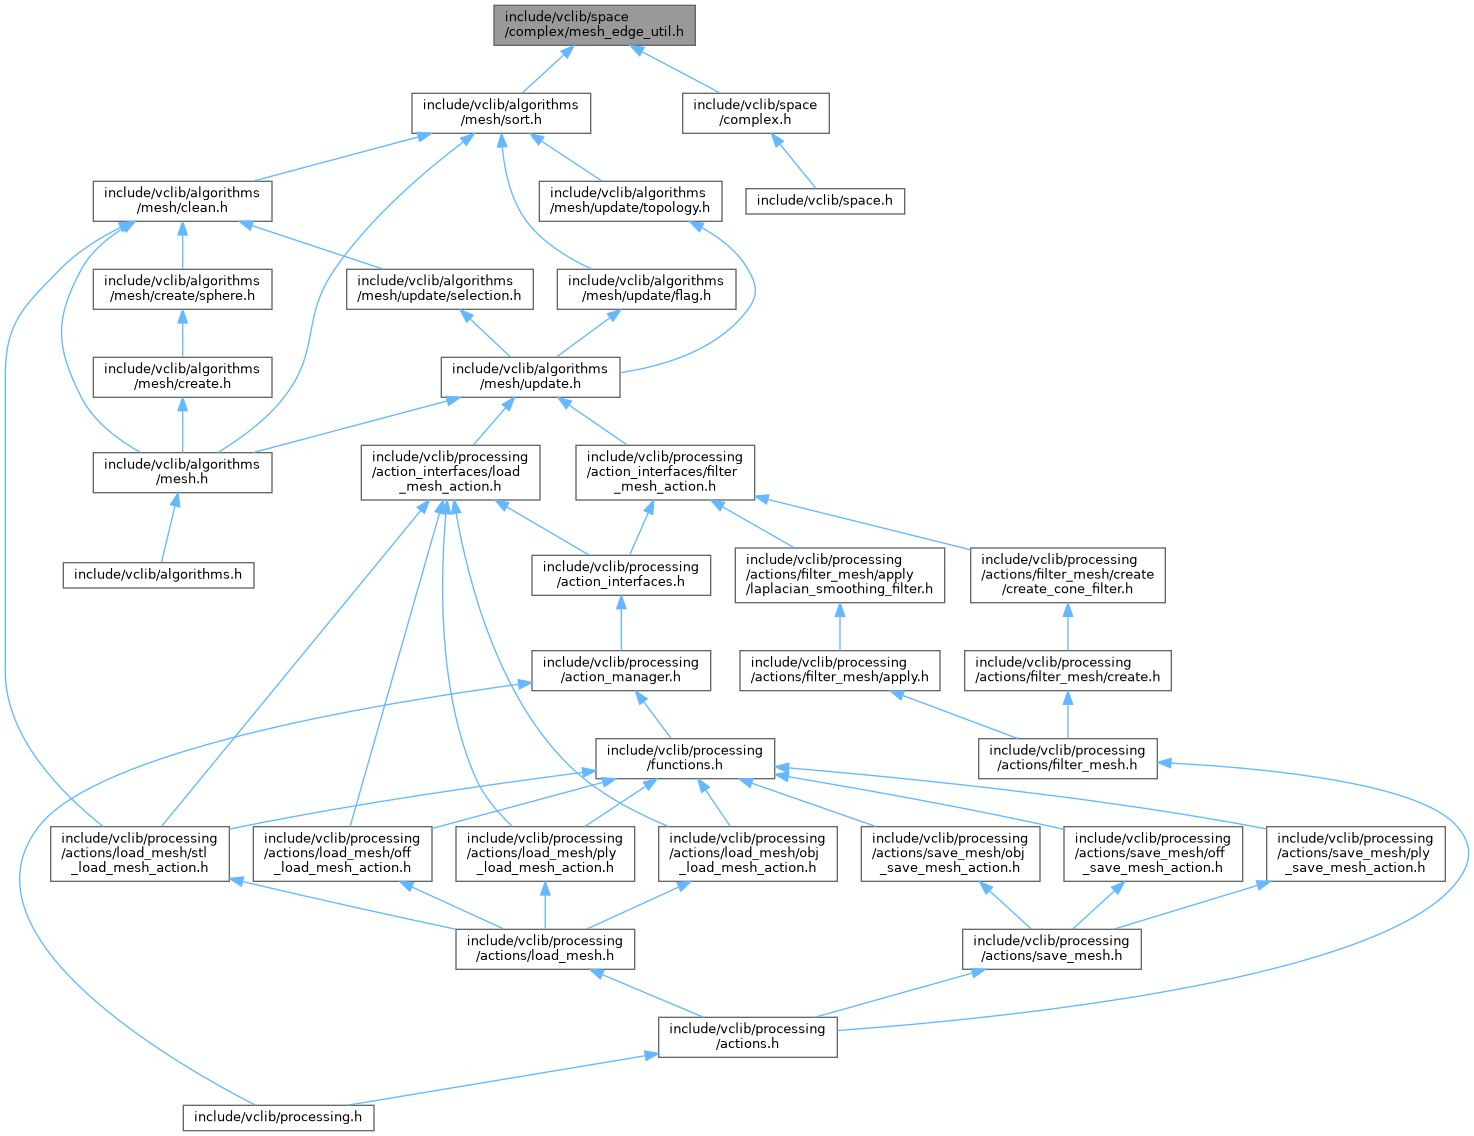 include/vclib/space
/complex/mesh_edge_util.h
include/vclib/algorithms
/mesh/sort.h
include/vclib/space
/complex.h
include/vclib/algorithms
/mesh/clean.h
include/vclib/algorithms
/mesh/update/topology.h
include/vclib/space.h
include/vclib/algorithms
/mesh/create/sphere.h
include/vclib/algorithms
/mesh/update/selection.h
include/vclib/algorithms
/mesh/update/flag.h
include/vclib/algorithms
/mesh/create.h
include/vclib/algorithms
/mesh/update.h
include/vclib/algorithms
/mesh.h
include/vclib/processing
/action_interfaces/load
_mesh_action.h
include/vclib/processing
/action_interfaces/filter
_mesh_action.h
include/vclib/algorithms.h
include/vclib/processing
/action_interfaces.h
include/vclib/processing
/actions/filter_mesh/apply
/laplacian_smoothing_filter.h
include/vclib/processing
/actions/filter_mesh/create
/create_cone_filter.h
include/vclib/processing
/action_manager.h
include/vclib/processing
/actions/filter_mesh/apply.h
include/vclib/processing
/actions/filter_mesh/create.h
include/vclib/processing
/functions.h
include/vclib/processing
/actions/filter_mesh.h
include/vclib/processing
/actions/load_mesh/stl
_load_mesh_action.h
include/vclib/processing
/actions/load_mesh/off
_load_mesh_action.h
include/vclib/processing
/actions/load_mesh/ply
_load_mesh_action.h
include/vclib/processing
/actions/load_mesh/obj
_load_mesh_action.h
include/vclib/processing
/actions/save_mesh/obj
_save_mesh_action.h
include/vclib/processing
/actions/save_mesh/off
_save_mesh_action.h
include/vclib/processing
/actions/save_mesh/ply
_save_mesh_action.h
include/vclib/processing
/actions/load_mesh.h
include/vclib/processing
/actions/save_mesh.h
include/vclib/processing
/actions.h
include/vclib/processing.h